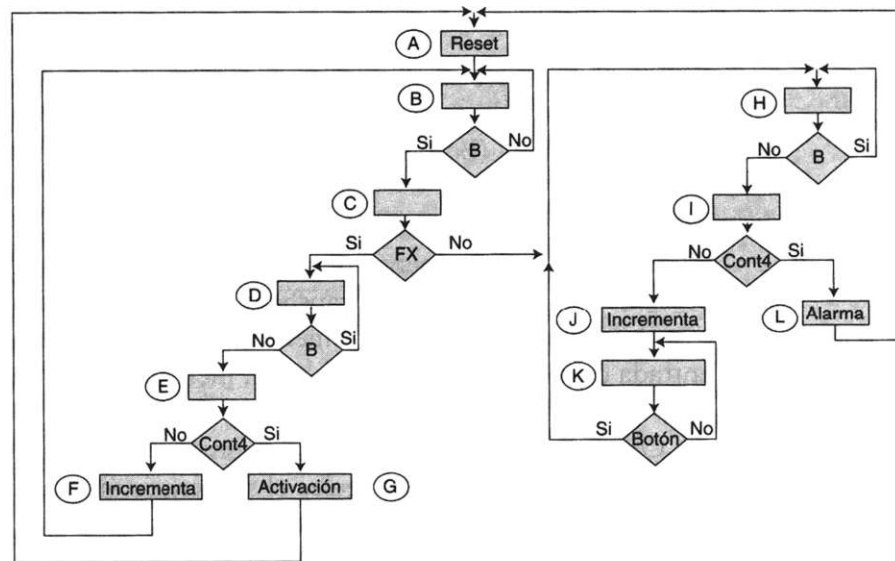 A
Reset
B
B
Si
No
C
Si
FX
No
D
No
B
Si
E
No
Cont4
Si
F
Incrementa
Activación
G
H
No
B
Si
I
No
Cont4
Si
J
Incrementa
L
Alarma
K
Si
Botón
No